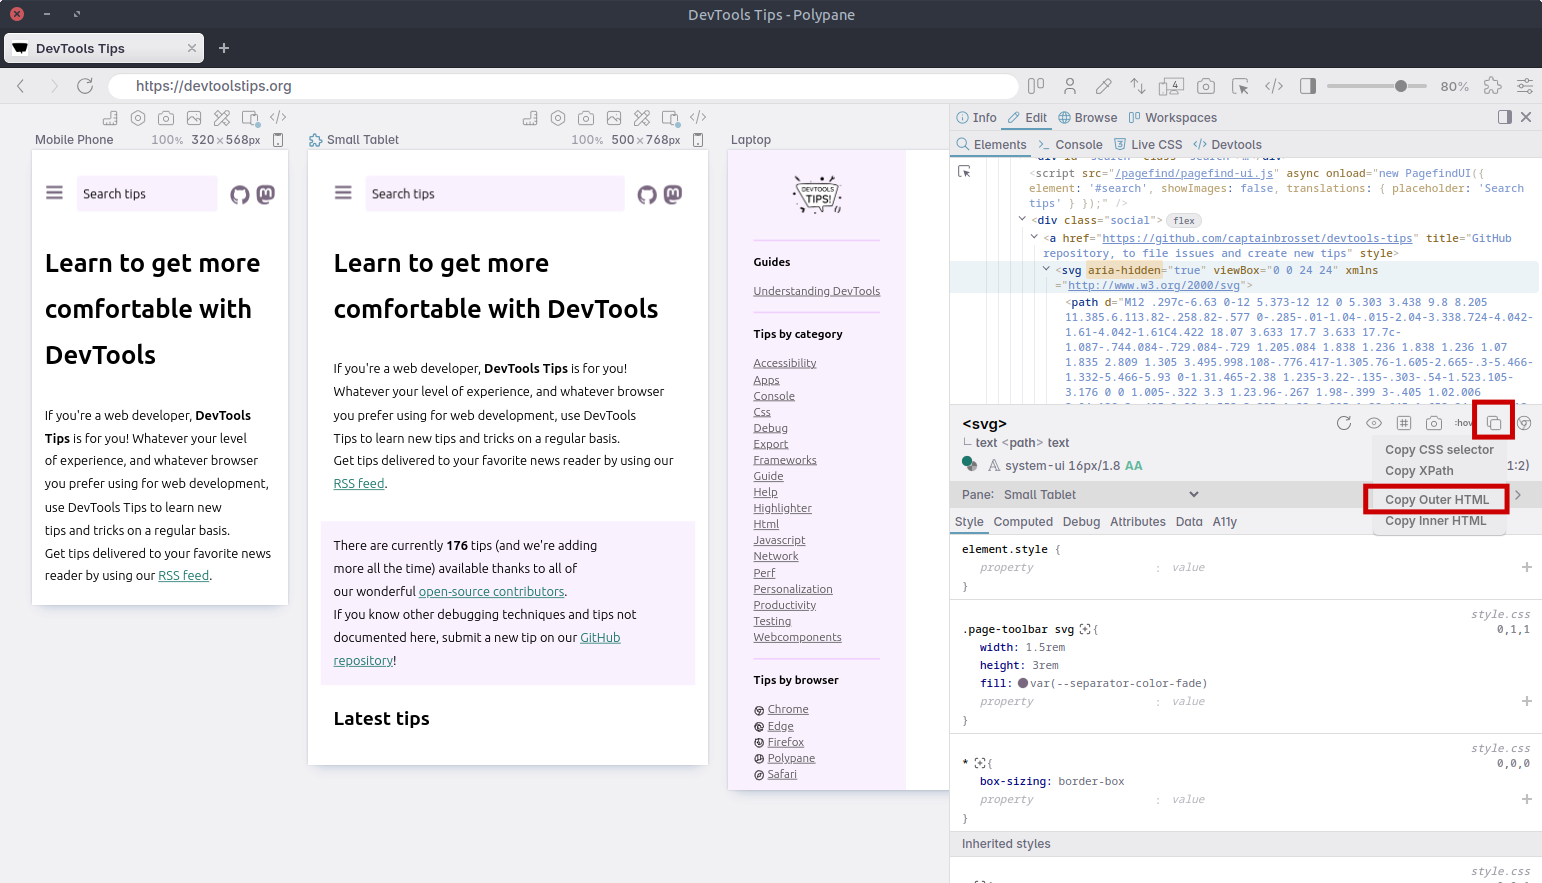 DevTools Tips - Polypane
DevTools Tips
https://devtoolstips.org
4
80%
Mobile Phone 100% 320×568px
Search tips
Learn to get more
comfortable with
DevTools
If you're a web developer, DevTools
Tips is for you! Whatever your level
of experience, and whatever browser
you prefer using for web development,
use DevTools Tips to learn new
tips and tricks on a regular basis.
Get tips delivered to your favorite news
reader by using our RSS feed.
Small Tablet 100% 500×768px
Search tips
Learn to get more
comfortable with DevTools
If you're a web developer, DevTools Tips is for you!
Whatever your level of experience, and whatever browser
you prefer using for web development, use DevTools
Tips to learn new tips and tricks on a regular basis.
Get tips delivered to your favorite news reader by using our
RSS feed.
There are currently 176 tips (and we're adding
more all the time) available thanks to all of
our wonderful open-source contributors.
If you know other debugging techniques and tips not
documented here, submit a new tip on our GitHub
repository!
Latest tips
Laptop
DEVTOOLS
TIPS!
Guides
Understanding DevTools
Tips by category
Accessibility
Apps
Console
Css
Debug
Export
Frameworks
Guide
Help
Highlighter
Html
Javascript
Network
Perf
Personalization
Productivity
Testing
Webcomponents
Tips by browser
Chrome
Edge
Firefox
Polypane
Safari
Info Edit Browse Workspaces
Elements Console Live CSS Devtools
<script src="/pagefind/pagefind-ui.js" async onload="new PagefindUI({
element: '#search', showImages: false, translations: { placeholder: 'Search
tips' } });" />
<div class="social"> flex
<a href="https://github.com/captainbrosset/devtools-tips" title="GitHub
repository, to file issues and create new tips" style>
<svg aria-hidden="true" viewBox="0 0 24 24" xmlns
="http://www.w3.org/2000/svg">
<path d="M12 .297c-6.63 0-12 5.373-12 12 0 5.303 3.438 9.8 8.205
11.385.6.113.82-.258.82-.577 0-.285-.01-1.04-.015-2.04-3.338.724-4.042-
1.61-4.042-1.61C4.422 18.07 3.633 17.7 3.633 17.7c-
1.087-.744.084-.729.084-.729 1.205.084 1.838 1.236 1.838 1.236 1.07
1.835 2.809 1.305 3.495.998.108-.776.417-1.305.76-1.605-2.665-.3-5.466-
1.332-5.466-5.93 0-1.31.465-2.38 1.235-3.22-.135-.303-.54-1.523.105-
3.176 0 0 1.005-.322 3.3 1.23.96-.267 1.98-.399 3-.405 1.02.006
<svg>
:hov
text <path> text
system-ui 16px/1.8 AA
1:2)
Copy CSS selector
Copy XPath
Copy Outer HTML
Copy Inner HTML
Pane: Small Tablet
Style Computed Debug Attributes Data A11y
element.style {
property : value +
}
style.css
.page-toolbar svg { 0,1,1
width: 1.5rem
height: 3rem
fill: var(--separator-color-fade)
property : value +
}
style.css
* { 0,0,0
box-sizing: border-box
property : value +
}
Inherited styles
style.css